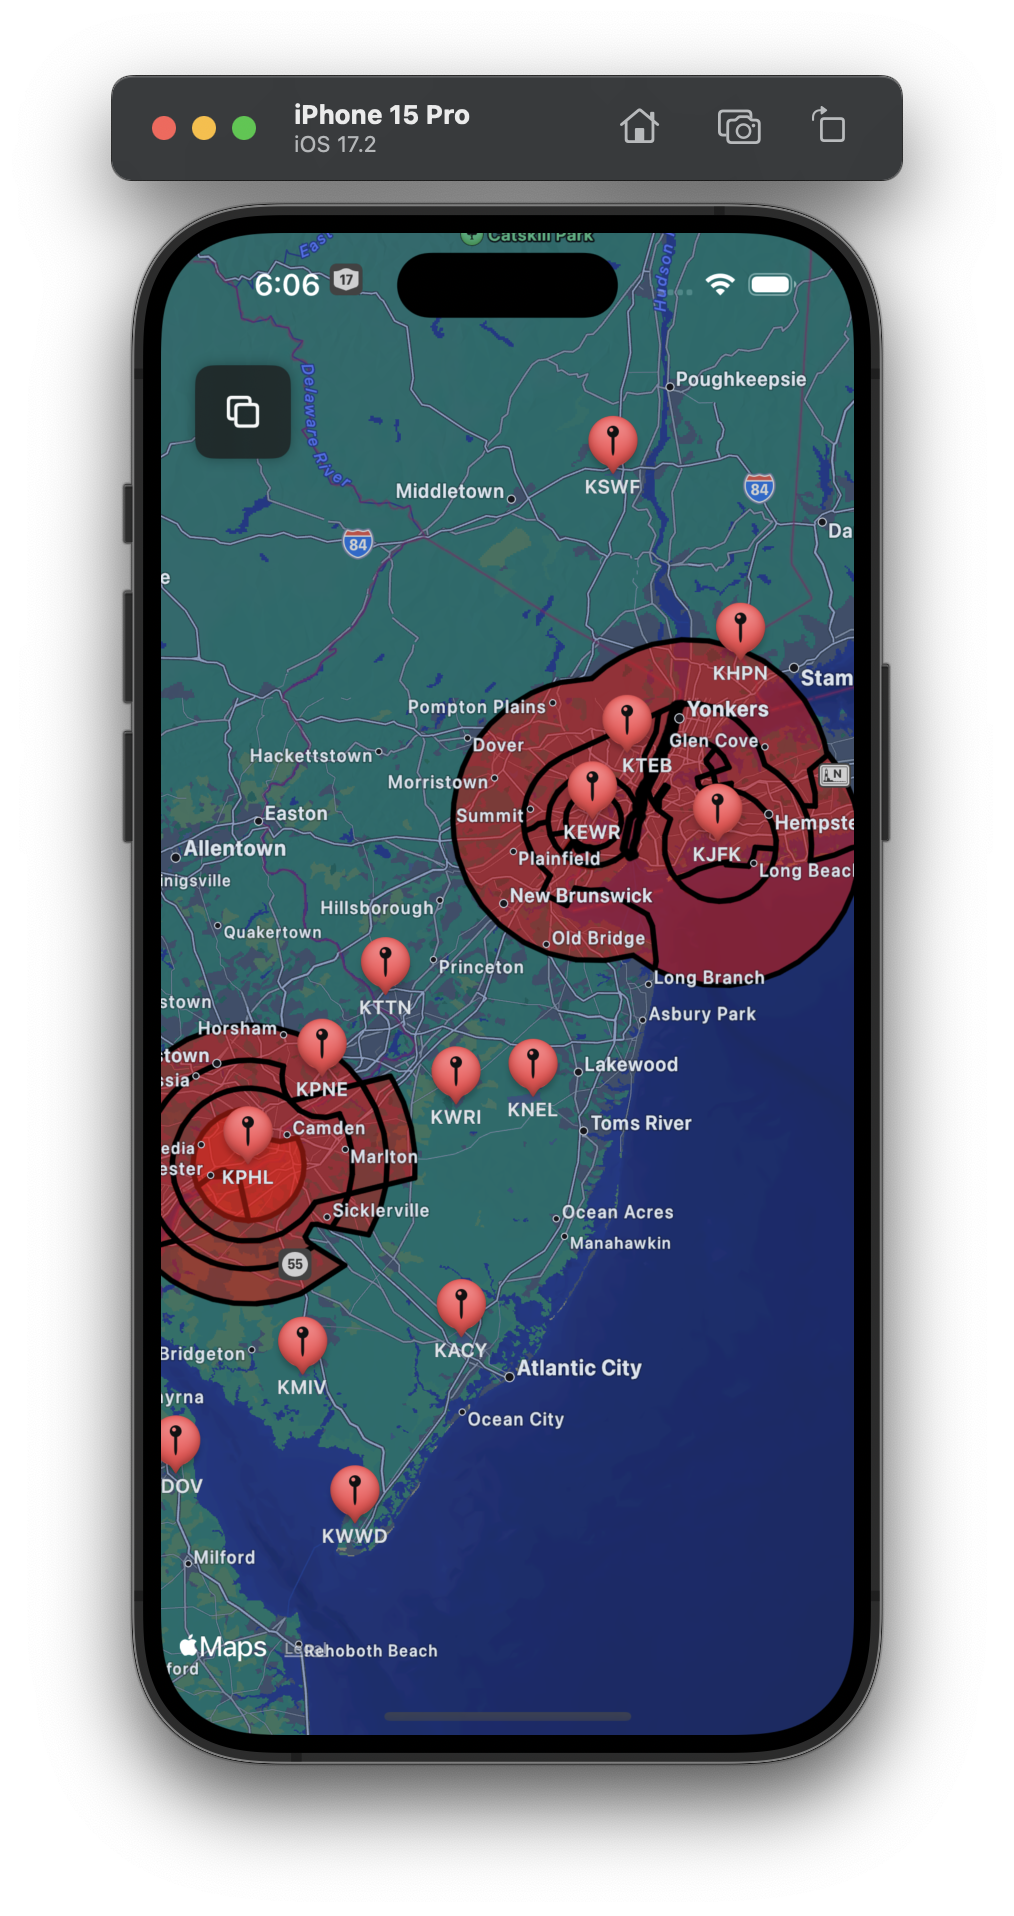 iPhone 15 Pro
iOS 17.2
Catskill Park
East
6:06
17
Hudson
Delaware River
Poughkeepsie
KSWF
Middletown
84
84
Da
e
KHPN
Stam
Pompton Plains
Yonkers
Glen Cove
Dover
Hackettstown
KTEB
Morristown
LN
Easton
Summit
KEWR
Hempste
Allentown
KJFK
Plainfield
Long Beach
inigsville
New Brunswick
Hillsborough
Quakertown
Old Bridge
Princeton
Long Branch
stown
KTTN
Asbury Park
Horsham
stown
Lakewood
ssia
KPNE
KWRI
KNEL
Camden
Toms River
edia
Marlton
ester
KPHL
Sicklerville
Ocean Acres
Manahawkin
55
KACY
Bridgeton
Atlantic City
KMIV
yrna
Ocean City
DOV
KWWD
Milford
Maps
Legal
Rehoboth Beach
ford